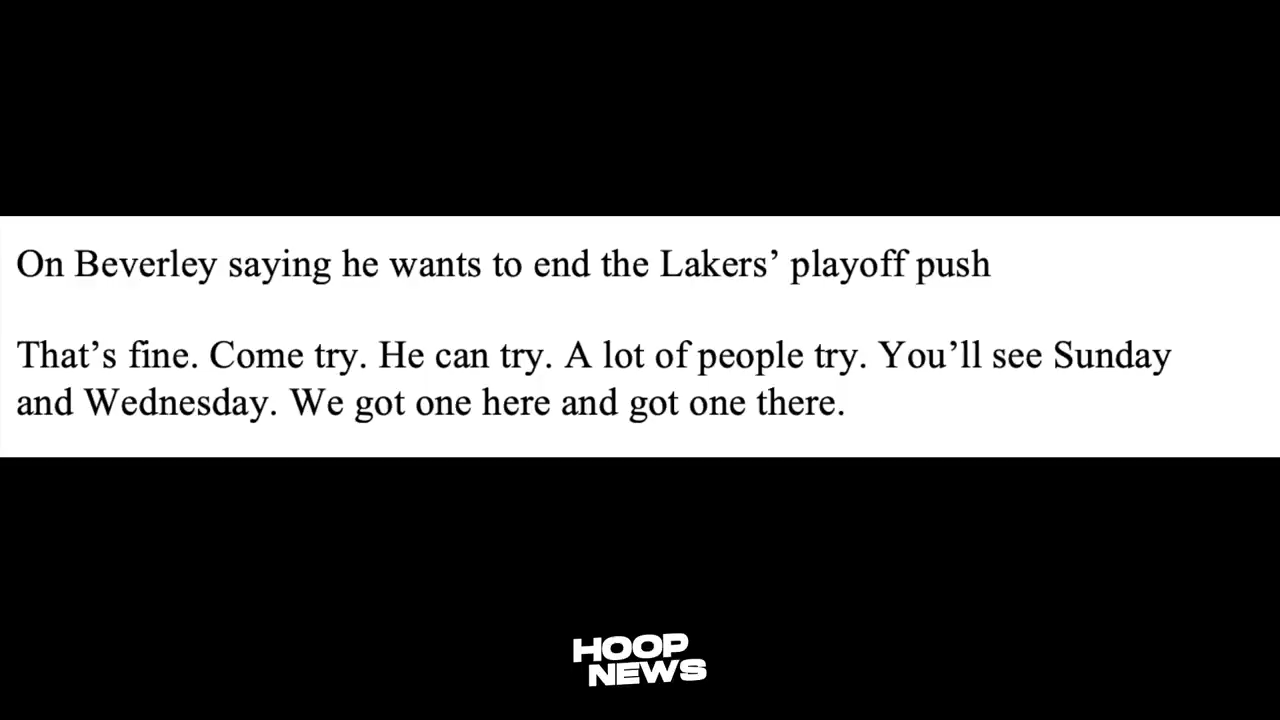 On Beverley saying he wants to end the Lakers’ playoff push
That’s fine. Come try. He can try. A lot of people try. You’ll see Sunday
and Wednesday. We got one here and got one there.
HOOP
NEWS